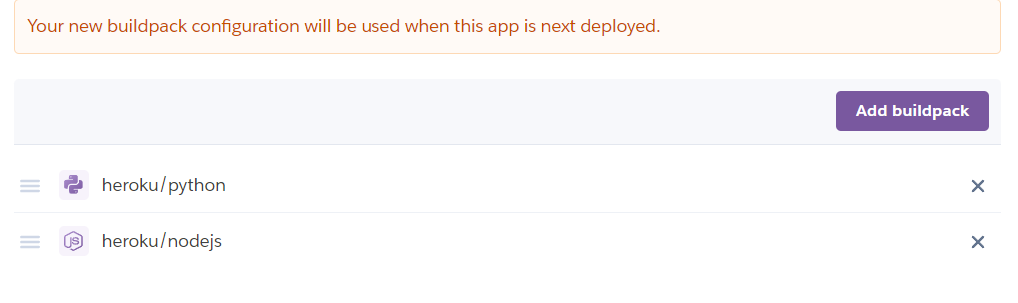 Your new buildpack configuration will be used when this app is next deployed.
Add buildpack
heroku/python
JS heroku/nodejs